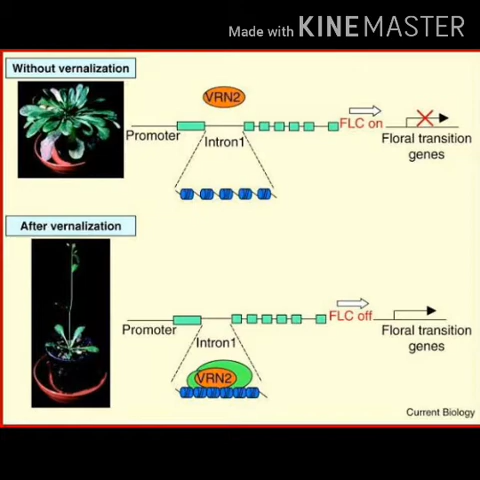 Made with KINEMASTER
Without vernalization
VRN2
Promoter
Intron1
FLC on
Floral transition
genes
After vernalization
Promoter
Intron1
FLC off
Floral transition
genes
VRN2
Current Biology